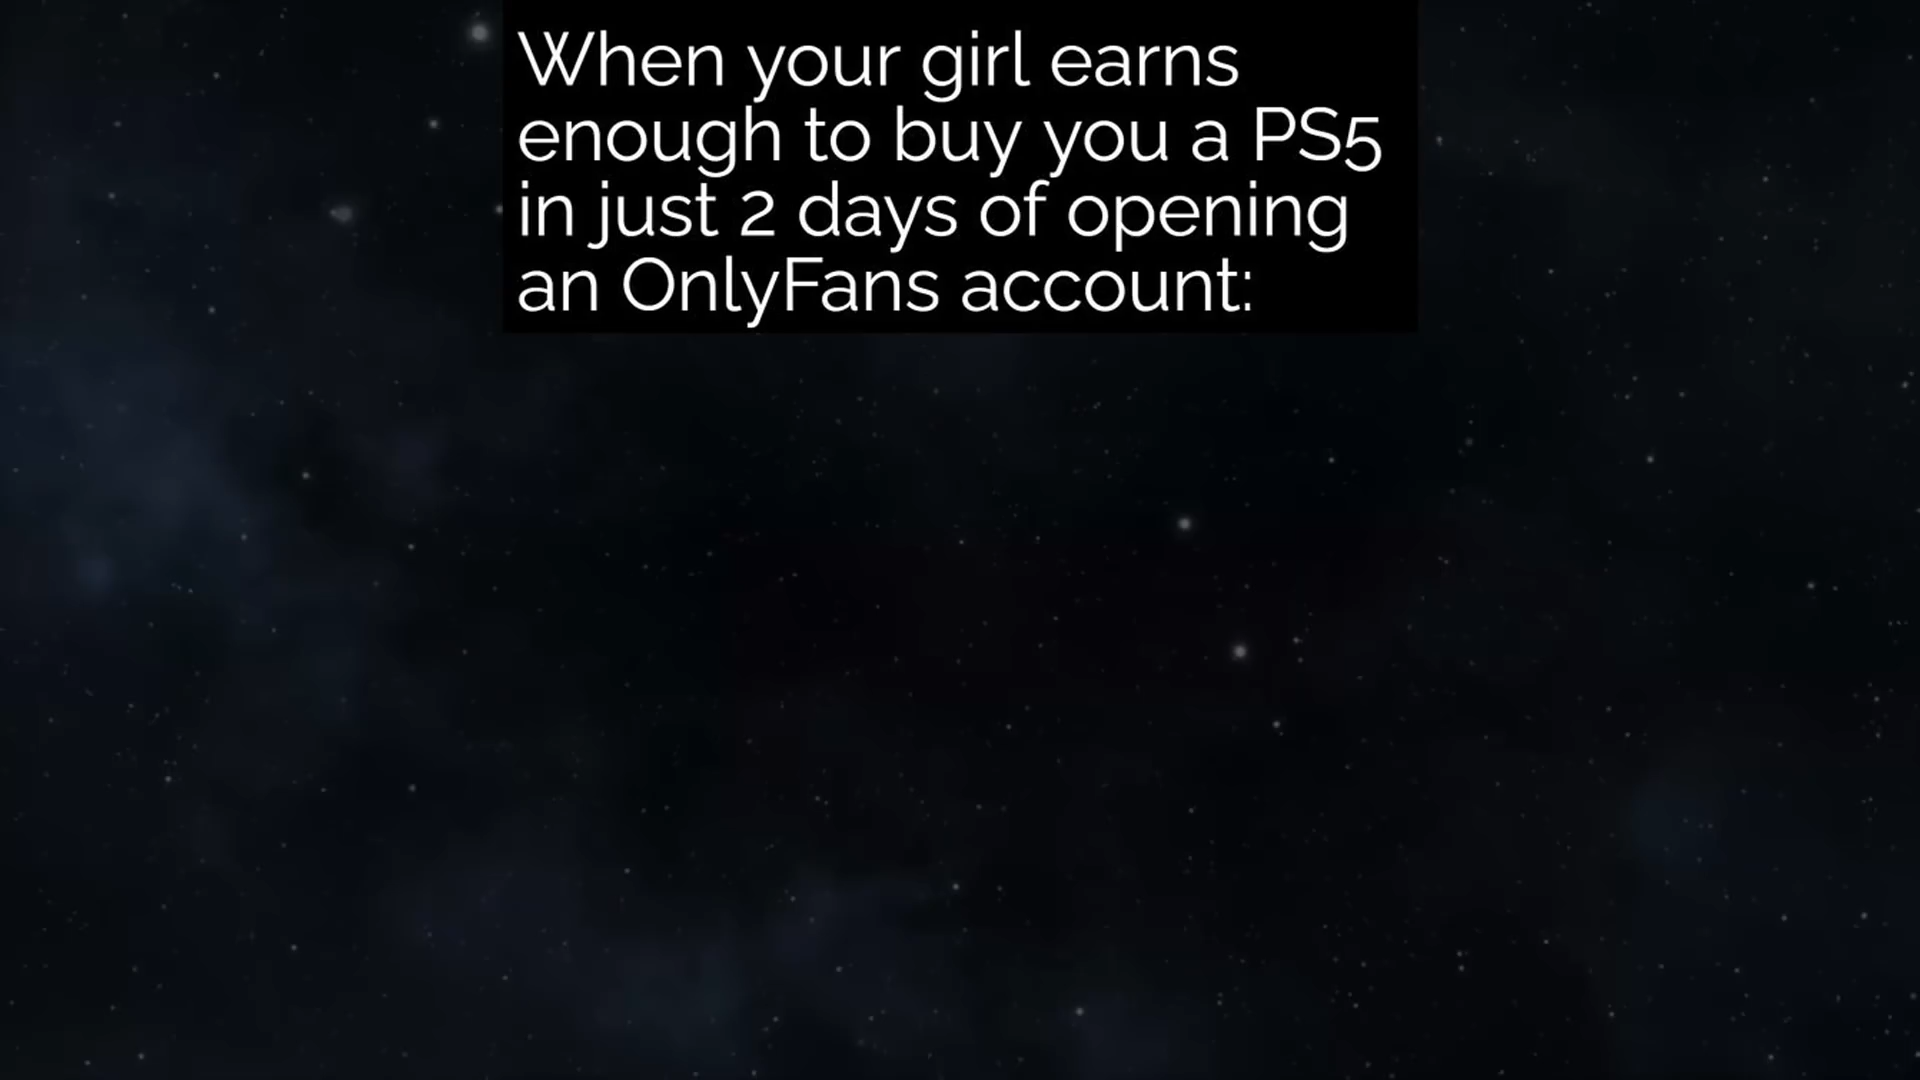 When your girl earns
enough to buy you a PS5
in just 2 days of opening
an OnlyFans account: